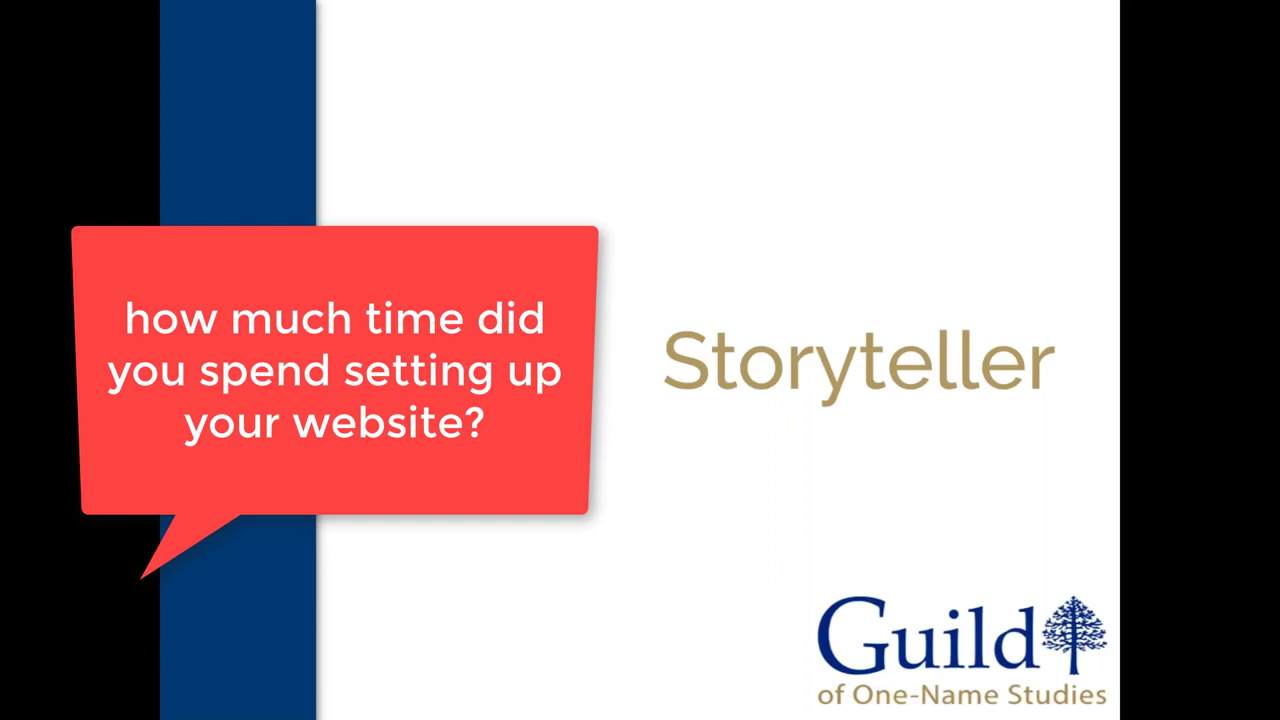 how much time did
you spend setting up
your website?
Storyteller
Guild
of One-Name Studies